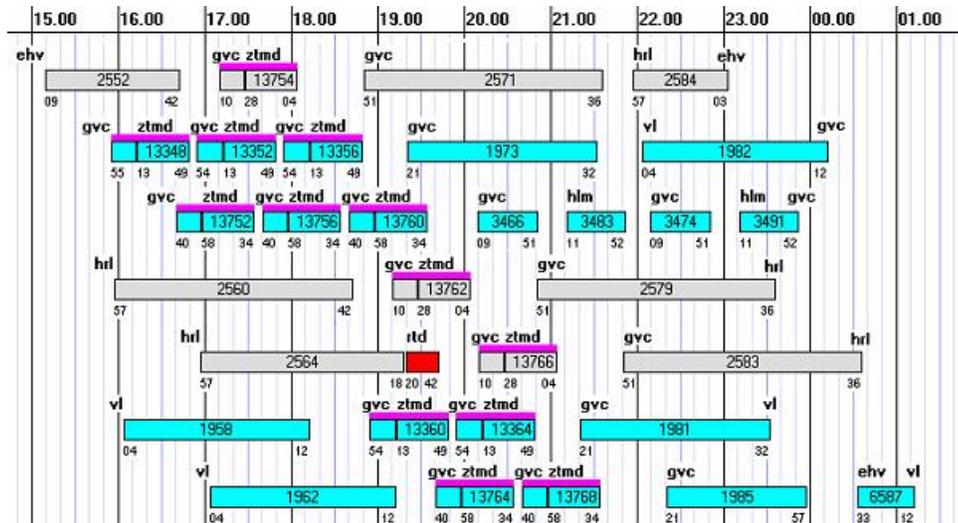 15.00 16.00 17.00 18.00 19.00 20.00 21.00 22.00 23.00 00.00 01.00
ehv gvc ztmd gvc hrl ehv
2552 13754 2571 2584
09 42 10 28 04 51 36 57 03
gvc ztmd gvc ztmd gvc ztmd gvc vl gvc
13348 13352 13356 1973 1982
55 13 49 54 13 49 54 13 49 21 32 04 12
gvc ztmd gvc ztmd gvc ztmd gvc hlm gvc hlm gvc
13752 13756 13760 3466 3483 3474 3491
40 58 34 40 58 34 40 58 34 09 51 11 52 09 51 11 52
hrl gvc ztmd gvc hrl
2560 13762 2579
57 42 10 28 04 51 36
hrl rtd gvc ztmd gvc hrl
2564 13766 2583
57 18 20 42 10 28 04 51 36
vl gvc ztmd gvc ztmd gvc vl
1958 13360 13364 1981
04 12 54 13 49 54 13 49 21 32
vl gvc ztmd gvc ztmd gvc ehv vl
1962 13764 13768 1985 6587
04 12 40 58 34 40 58 34 21 57 33 12